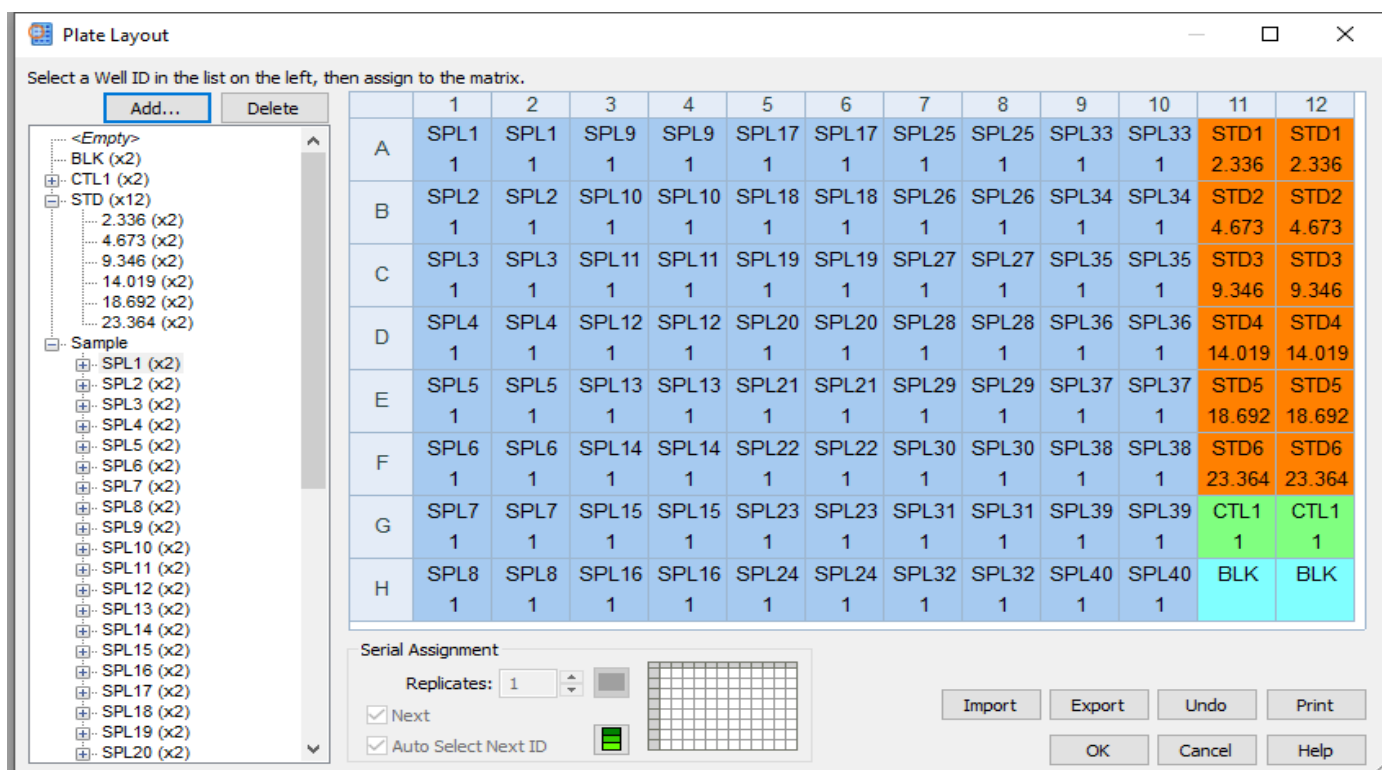 Plate Layout
Select a Well ID in the list on the left, then assign to the matrix.
Add... Delete
<Empty>
BLK (x2)
CTL1 (x2)
STD (x12)
2.336 (x2)
4.673 (x2)
9.346 (x2)
14.019 (x2)
18.692 (x2)
23.364 (x2)
Sample
SPL1 (x2)
SPL2 (x2)
SPL3 (x2)
SPL4 (x2)
SPL5 (x2)
SPL6 (x2)
SPL7 (x2)
SPL8 (x2)
SPL9 (x2)
SPL10 (x2)
SPL11 (x2)
SPL12 (x2)
SPL13 (x2)
SPL14 (x2)
SPL15 (x2)
SPL16 (x2)
SPL17 (x2)
SPL18 (x2)
SPL19 (x2)
SPL20 (x2)
1 2 3 4 5 6 7 8 9 10 11 12
A
SPL1 SPL1 SPL9 SPL9 SPL17 SPL17 SPL25 SPL25 SPL33 SPL33 STD1 STD1
1 1 1 1 1 1 1 1 1 1 2.336 2.336
B
SPL2 SPL2 SPL10 SPL10 SPL18 SPL18 SPL26 SPL26 SPL34 SPL34 STD2 STD2
1 1 1 1 1 1 1 1 1 1 4.673 4.673
C
SPL3 SPL3 SPL11 SPL11 SPL19 SPL19 SPL27 SPL27 SPL35 SPL35 STD3 STD3
1 1 1 1 1 1 1 1 1 1 9.346 9.346
D
SPL4 SPL4 SPL12 SPL12 SPL20 SPL20 SPL28 SPL28 SPL36 SPL36 STD4 STD4
1 1 1 1 1 1 1 1 1 1 14.019 14.019
E
SPL5 SPL5 SPL13 SPL13 SPL21 SPL21 SPL29 SPL29 SPL37 SPL37 STD5 STD5
1 1 1 1 1 1 1 1 1 1 18.692 18.692
F
SPL6 SPL6 SPL14 SPL14 SPL22 SPL22 SPL30 SPL30 SPL38 SPL38 STD6 STD6
1 1 1 1 1 1 1 1 1 1 23.364 23.364
G
SPL7 SPL7 SPL15 SPL15 SPL23 SPL23 SPL31 SPL31 SPL39 SPL39 CTL1 CTL1
1 1 1 1 1 1 1 1 1 1 1 1
H
SPL8 SPL8 SPL16 SPL16 SPL24 SPL24 SPL32 SPL32 SPL40 SPL40 BLK BLK
1 1 1 1 1 1 1 1 1 1
Serial Assignment
Replicates: 1
Next
Auto Select Next ID
Import Export Undo Print
OK Cancel Help